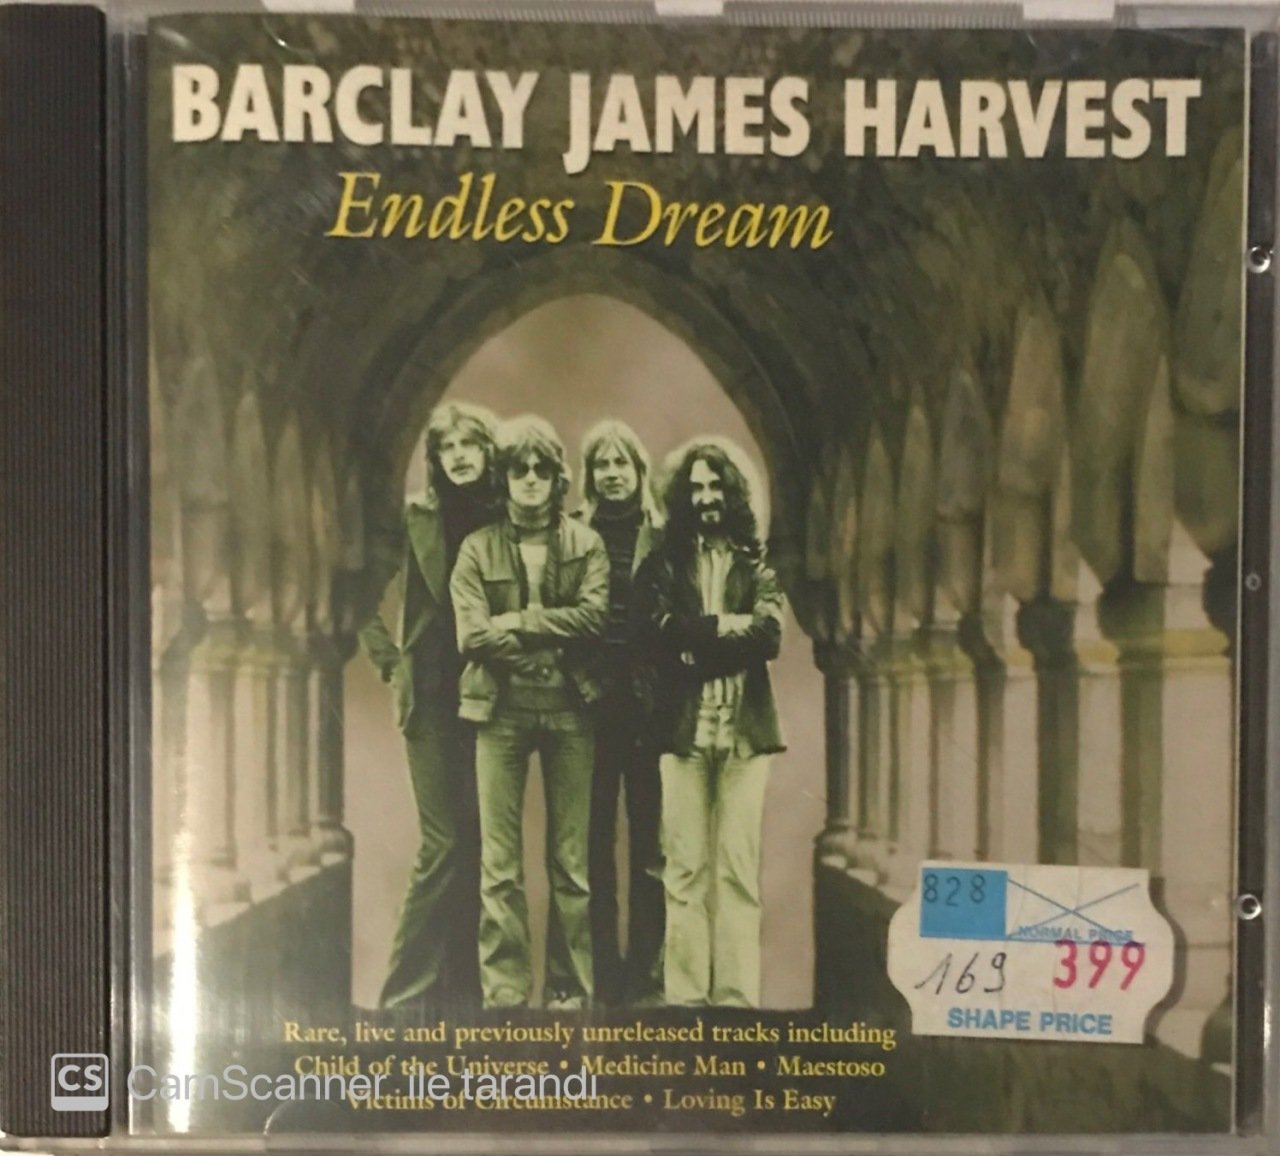 BARCLAY JAMES HARVEST
Endless Dream
828
NORMAL PRICE
169 399
SHAPE PRICE
Rare, live and previously unreleased tracks including
Child of the Universe • Medicine Man • Maestoso
Victims of Circumstance • Loving Is Easy
CS CamScanner ile tarandı